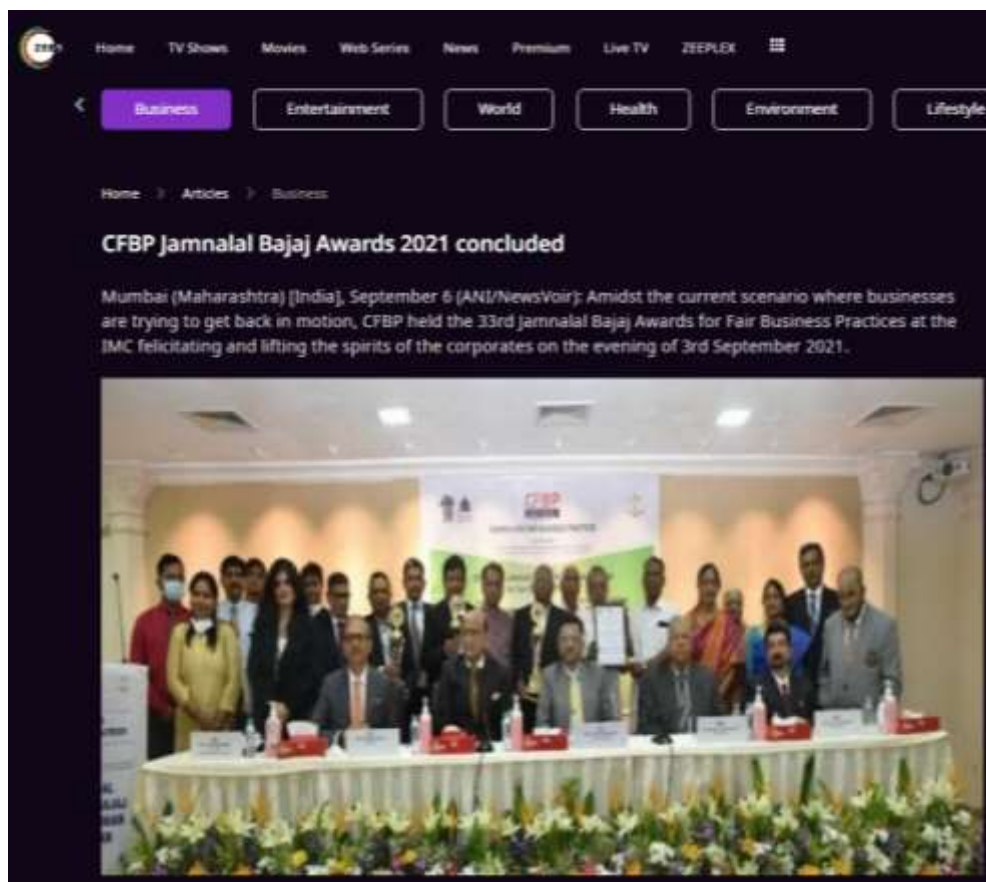 ZEE5
Home TV Shows Movies Web Series News Premium Live TV ZEEPLEX
Business Entertainment World Health Environment Lifestyle
Home > Articles > Business
CFBP Jamnalal Bajaj Awards 2021 concluded
Mumbai (Maharashtra) [India], September 6 (ANI/NewsVoir): Amidst the current scenario where businesses
are trying to get back in motion, CFBP held the 33rd Jamnalal Bajaj Awards for Fair Business Practices at the
IMC felicitating and lifting the spirits of the corporates on the evening of 3rd September 2021.
CFBP